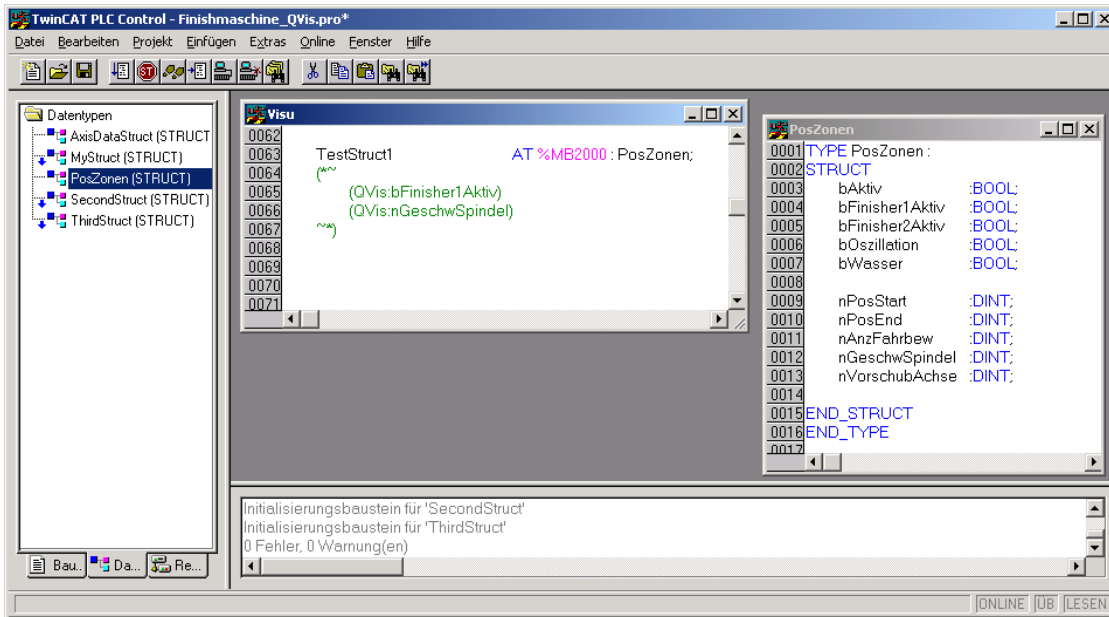 TwinCAT PLC Control - Finishmaschine_QVis.pro*
Datei Bearbeiten Projekt Einfügen Extras Online Fenster Hilfe
Datentypen
AxisDataStruct (STRUCT
MyStruct (STRUCT)
PosZonen (STRUCT)
SecondStruct (STRUCT)
ThirdStruct (STRUCT)
Bau.. Da... Re...
Visu
0062
0063 TestStruct1 AT %MB2000 : PosZonen;
0064 (*~
0065 (QVis:bFinisher1Aktiv)
0066 (QVis:nGeschwSpindel)
0067 ~*)
0068
0069
0070
0071
PosZonen
0001 TYPE PosZonen :
0002 STRUCT
0003 bAktiv :BOOL;
0004 bFinisher1Aktiv :BOOL;
0005 bFinisher2Aktiv :BOOL;
0006 bOszillation :BOOL;
0007 bWasser :BOOL;
0008
0009 nPosStart :DINT;
0010 nPosEnd :DINT;
0011 nAnzFahrbew :DINT;
0012 nGeschwSpindel :DINT;
0013 nVorschubAchse :DINT;
0014
0015 END_STRUCT
0016 END_TYPE
0017
Initialisierungsbaustein für 'SecondStruct'
Initialisierungsbaustein für 'ThirdStruct'
0 Fehler, 0 Warnung(en)
ONLINE ÜB LESEN